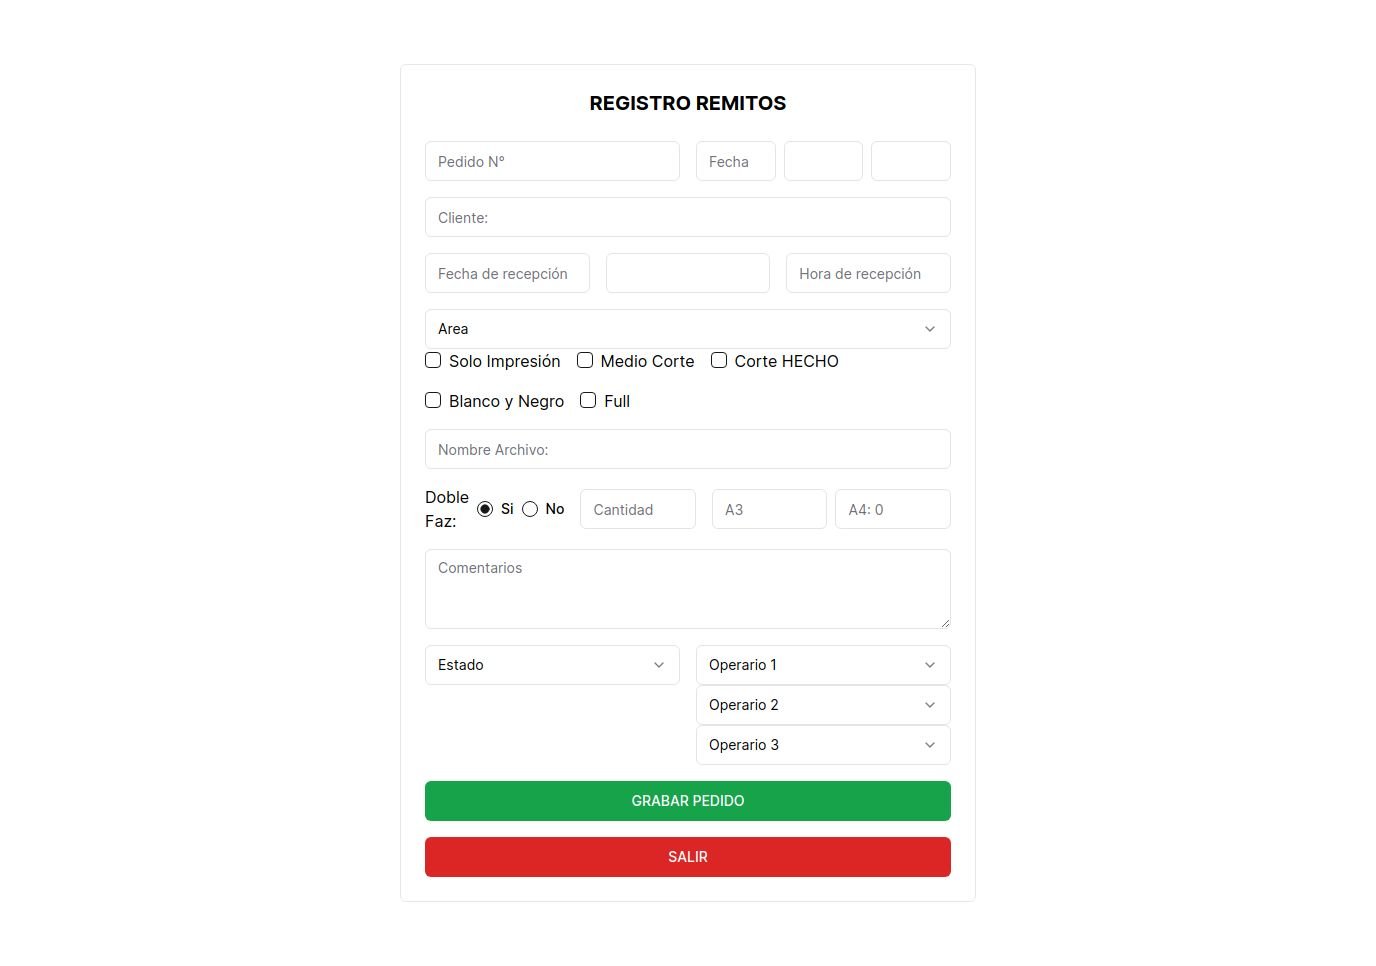 REGISTRO REMITOS
Pedido N° Fecha
Cliente:
Fecha de recepción Hora de recepción
Area
Solo Impresión Medio Corte Corte HECHO
Blanco y Negro Full
Nombre Archivo:
Doble Faz: Si No Cantidad A3 A4: 0
Comentarios
Estado Operario 1
Operario 2
Operario 3
GRABAR PEDIDO
SALIR